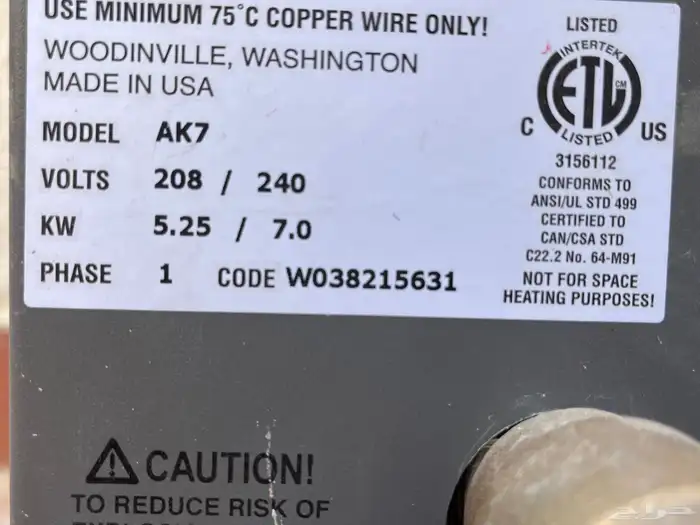 USE MINIMUM 75°C COPPER WIRE ONLY!
WOODINVILLE, WASHINGTON
MADE IN USA
MODEL AK7
VOLTS 208 / 240
KW 5.25 / 7.0
PHASE 1 CODE W038215631
LISTED
INTERTEK
ETL CM
LISTED
C US
3156112
CONFORMS TO
ANSI/UL STD 499
CERTIFIED TO
CAN/CSA STD
C22.2 No. 64-M91
NOT FOR SPACE
HEATING PURPOSES!
CAUTION!
TO REDUCE RISK OF
حراج